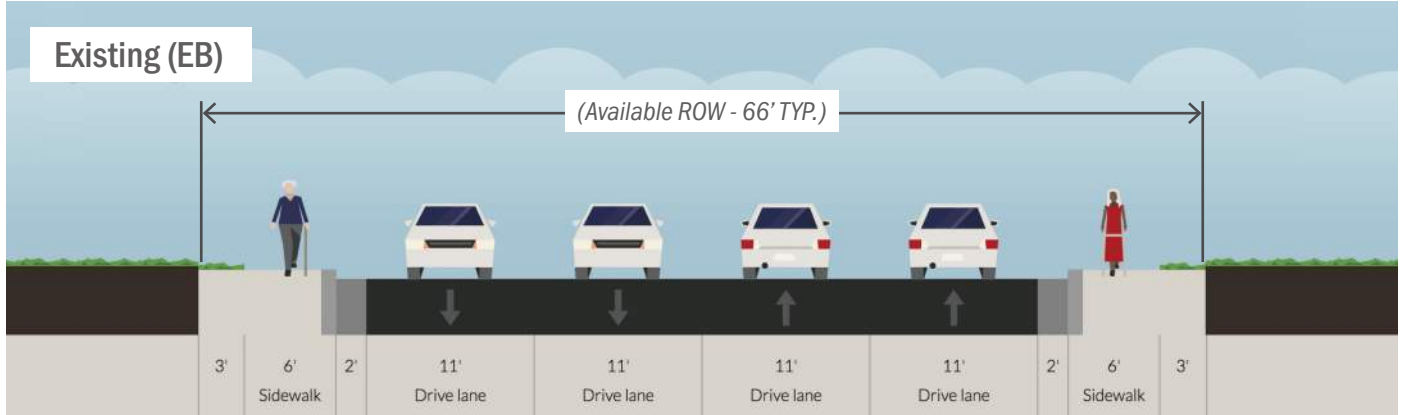 Existing (EB)
(Available ROW - 66' TYP.)
3' 6' 2' 11' 11' 11' 11' 2' 6' 3'
Sidewalk Drive lane Drive lane Drive lane Drive lane Sidewalk